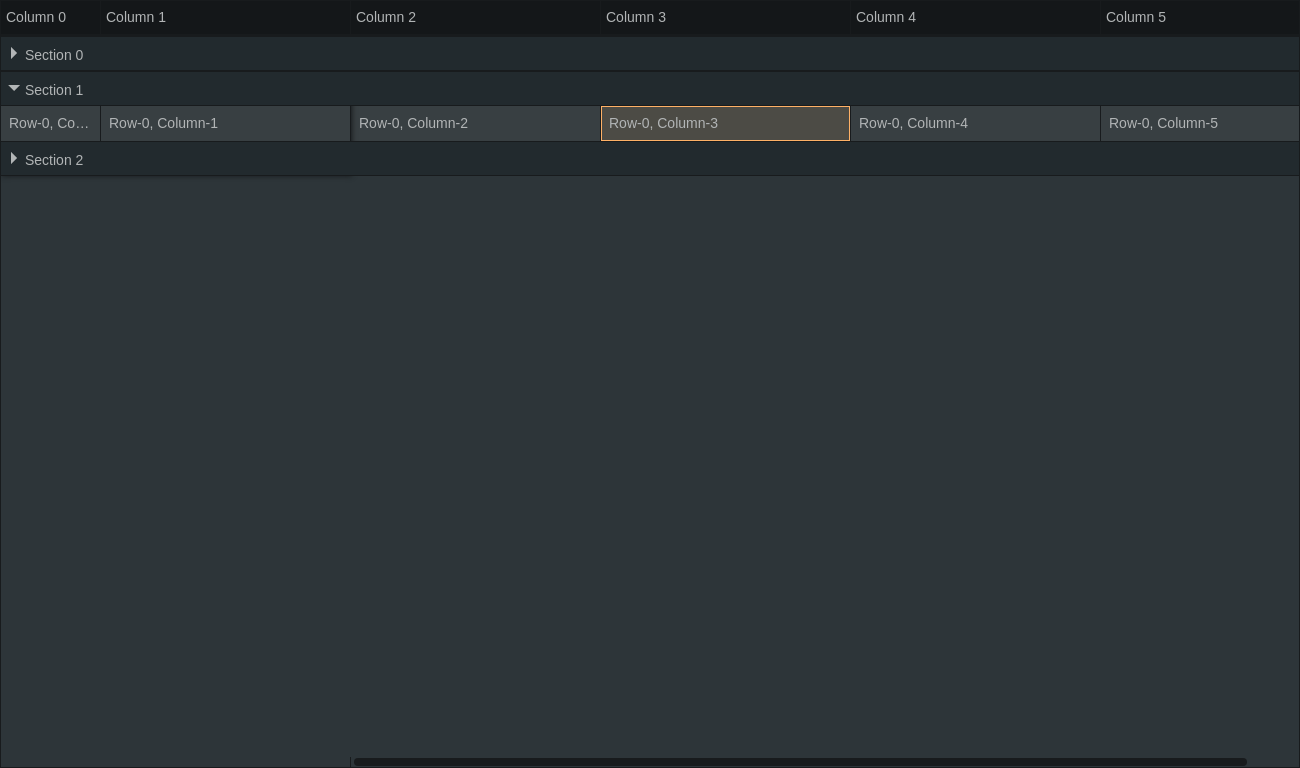 Column 0 Column 1 Column 2 Column 3 Column 4 Column 5
Section 0
Section 1
Row-0, Co… Row-0, Column-1 Row-0, Column-2 Row-0, Column-3 Row-0, Column-4 Row-0, Column-5
Section 2